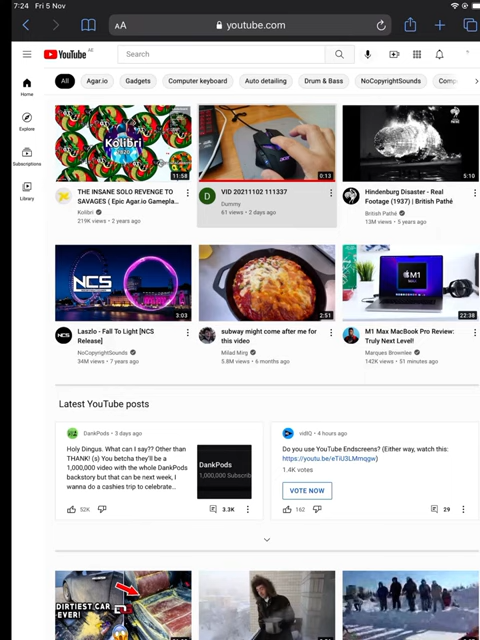 7:24 Fri 5 Nov
AA
youtube.com
YouTube AE
Search
Home
Explore
Subscriptions
Library
All
Agar.io
Gadgets
Computer keyboard
Auto detailing
Drum & Bass
NoCopyrightSounds
Comp
Kolibri
11:58
0:13
5:10
THE INSANE SOLO REVENGE TO
SAVAGES ( Epic Agar.io Gamepla...
Kolibri
219K views • 2 years ago
D
VID 20211102 111337
Dummy
61 views • 2 days ago
Hindenburg Disaster - Real
Footage (1937) | British Pathé
British Pathé
13M views • 5 years ago
NCS
3:03
2:51
M1
22:38
NCS
Laszlo - Fall To Light [NCS
Release]
NoCopyrightSounds
34M views • 7 years ago
subway might come after me for
this video
Milad Mirg
5.8M views • 6 months ago
M1 Max MacBook Pro Review:
Truly Next Level!
Marques Brownlee
142K views • 51 minutes ago
Latest YouTube posts
DankPods • 3 days ago
Holy Dingus. What can I say?? Other than
THANK! (s) You betcha they'll be a
1,000,000 video with the whole DankPods
backstory but that can be next week, I
wanna do a cashies trip to celebrate...
DankPods
1,000,000 Subscrib
52K
3.3K
vidIQ • 4 hours ago
Do you use YouTube Endscreens? (Either way, watch this:
https://youtu.be/eTiU3LMrnqgw)
1.4K votes
VOTE NOW
162
29
DIRTIEST CAR
EVER!